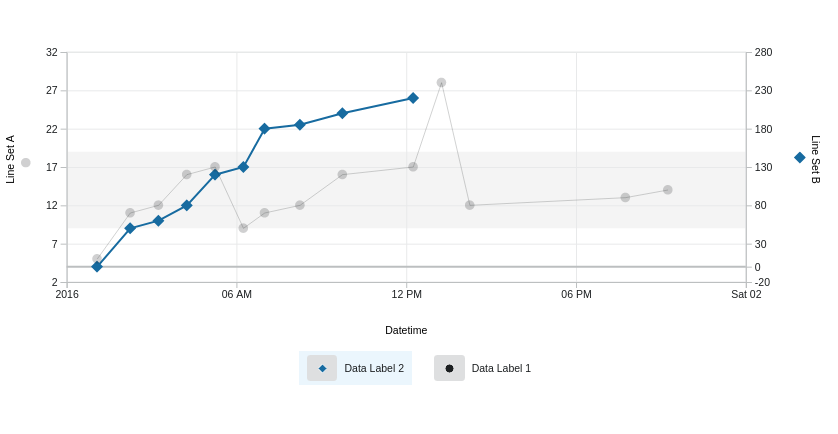 32
27
22
17
12
7
2
Line Set A
280
230
180
130
80
30
0
-20
Line Set B
2016
06 AM
12 PM
06 PM
Sat 02
Datetime
Data Label 2
Data Label 1